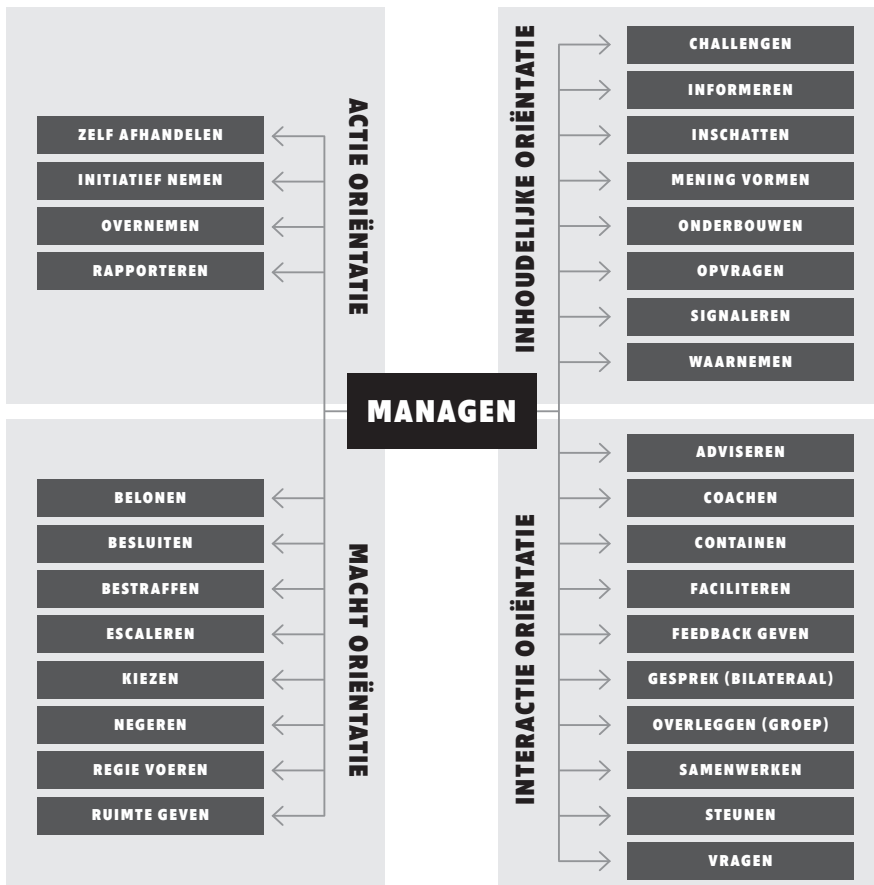 ACTIE ORIËNTATIE
ZELF AFHANDELEN
INITIATIEF NEMEN
OVERNEMEN
RAPPORTEREN
INHOUDELIJKE ORIËNTATIE
CHALLENGEN
INFORMEREN
INSCHATTEN
MENING VORMEN
ONDERBOUWEN
OPVRAGEN
SIGNALEREN
WAARNEMEN
MANAGEN
MACHT ORIËNTATIE
BELONEN
BESLUITEN
BESTRAFFEN
ESCALEREN
KIEZEN
NEGEREN
REGIE VOEREN
RUIMTE GEVEN
INTERACTIE ORIËNTATIE
ADVISEREN
COACHEN
CONTAINEN
FACILITEREN
FEEDBACK GEVEN
GESPREK (BILATERAAL)
OVERLEGGEN (GROEP)
SAMENWERKEN
STEUNEN
VRAGEN